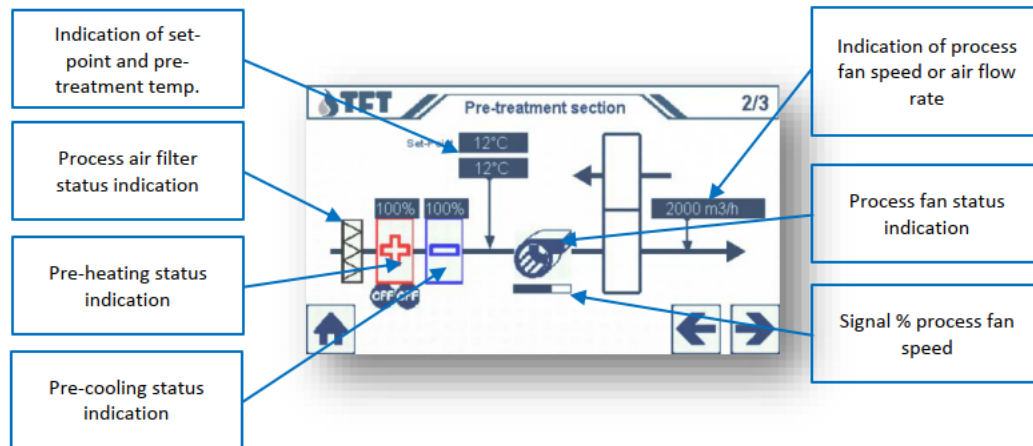 Indication of set-
point and pre-
treatment temp.
Process air filter
status indication
Pre-heating status
indication
Pre-cooling status
indication
TFT
Pre-treatment section
2/3
12°C
12°C
100%
100%
OFF
OFF
2000 m3/h
Indication of process
fan speed or air flow
rate
Process fan status
indication
Signal % process fan
speed